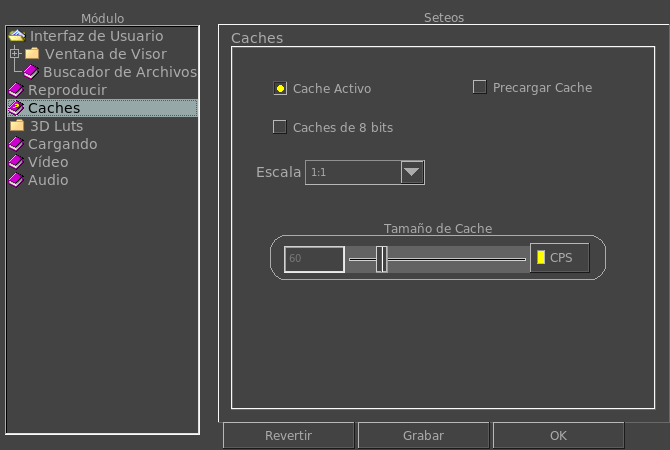 Módulo
Interfaz de Usuario
Ventana de Visor
Buscador de Archivos
Reproducir
Caches
3D Luts
Cargando
Vídeo
Audio
Seteos
Caches
Cache Activo
Precargar Cache
Caches de 8 bits
Escala 1:1
Tamaño de Cache
60 CPS
Revertir Grabar OK